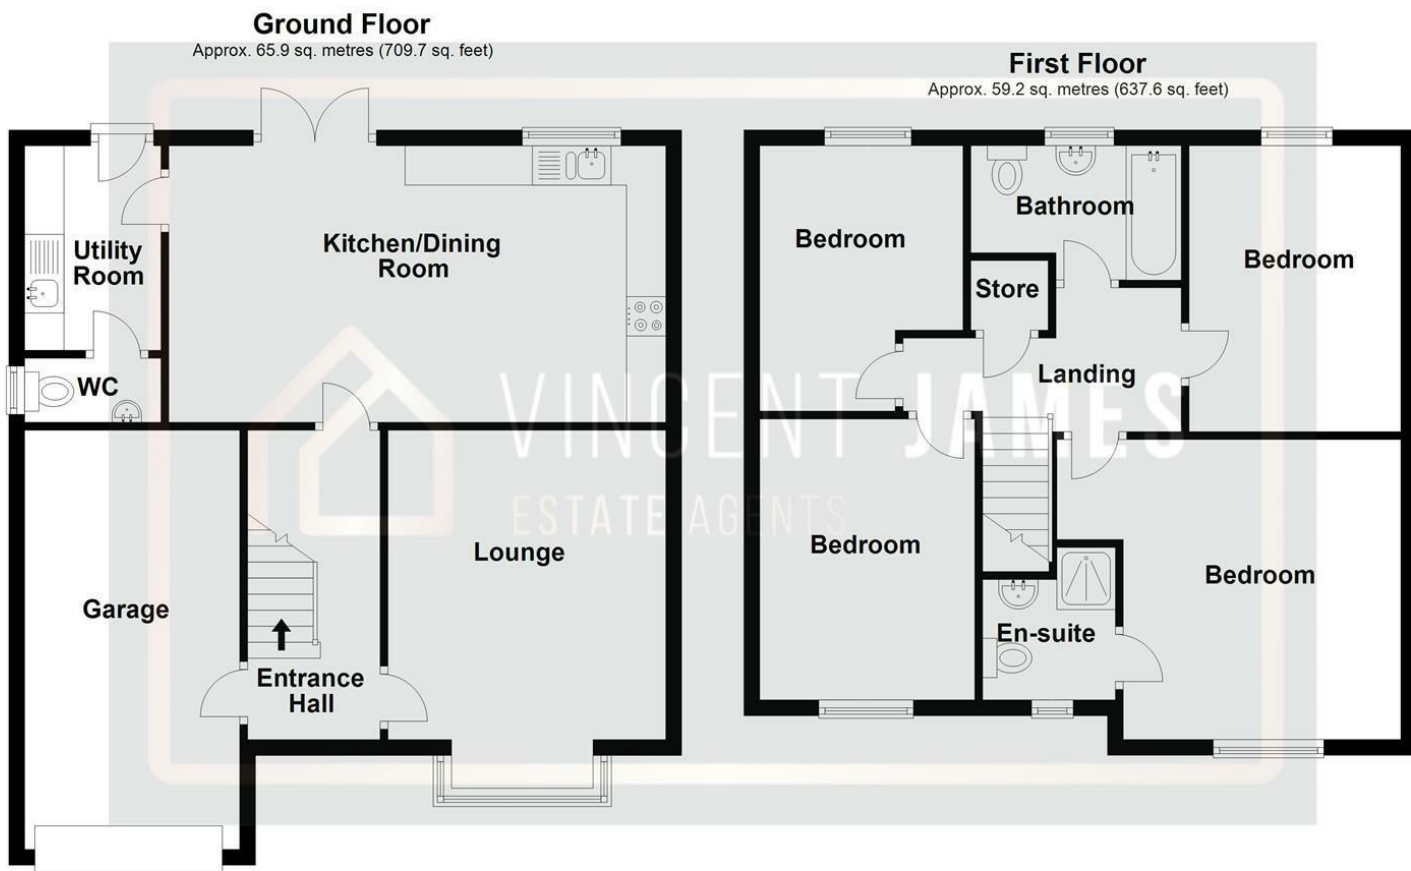 Ground Floor
Approx. 65.9 sq. metres (709.7 sq. feet)
First Floor
Approx. 59.2 sq. metres (637.6 sq. feet)
Utility
Room
Kitchen/Dining
Room
WC
Garage
Entrance
Hall
Lounge
Bedroom
Bathroom
Bedroom
Store
Landing
Bedroom
En-suite
Bedroom
VINCENT JAMES
ESTATE AGENTS